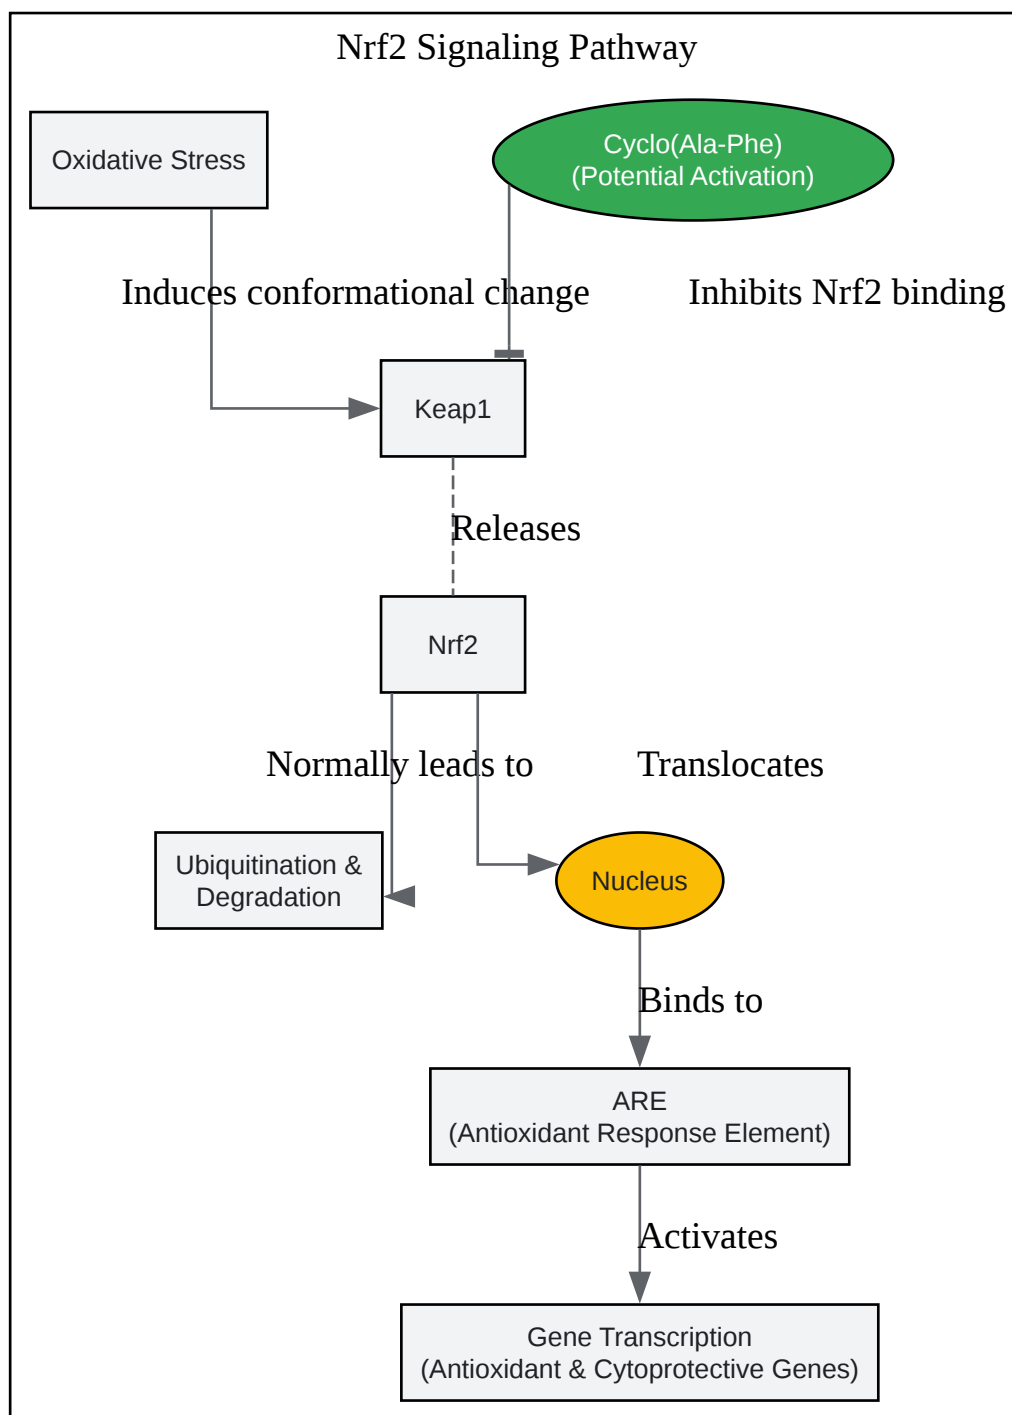 Nrf2 Signaling Pathway
Oxidative Stress
Cyclo(Ala-Phe)
(Potential Activation)
Induces conformational change
Inhibits Nrf2 binding
Keap1
Releases
Nrf2
Normally leads to
Translocates
Ubiquitination &
Degradation
Nucleus
Binds to
ARE
(Antioxidant Response Element)
Activates
Gene Transcription
(Antioxidant & Cytoprotective Genes)